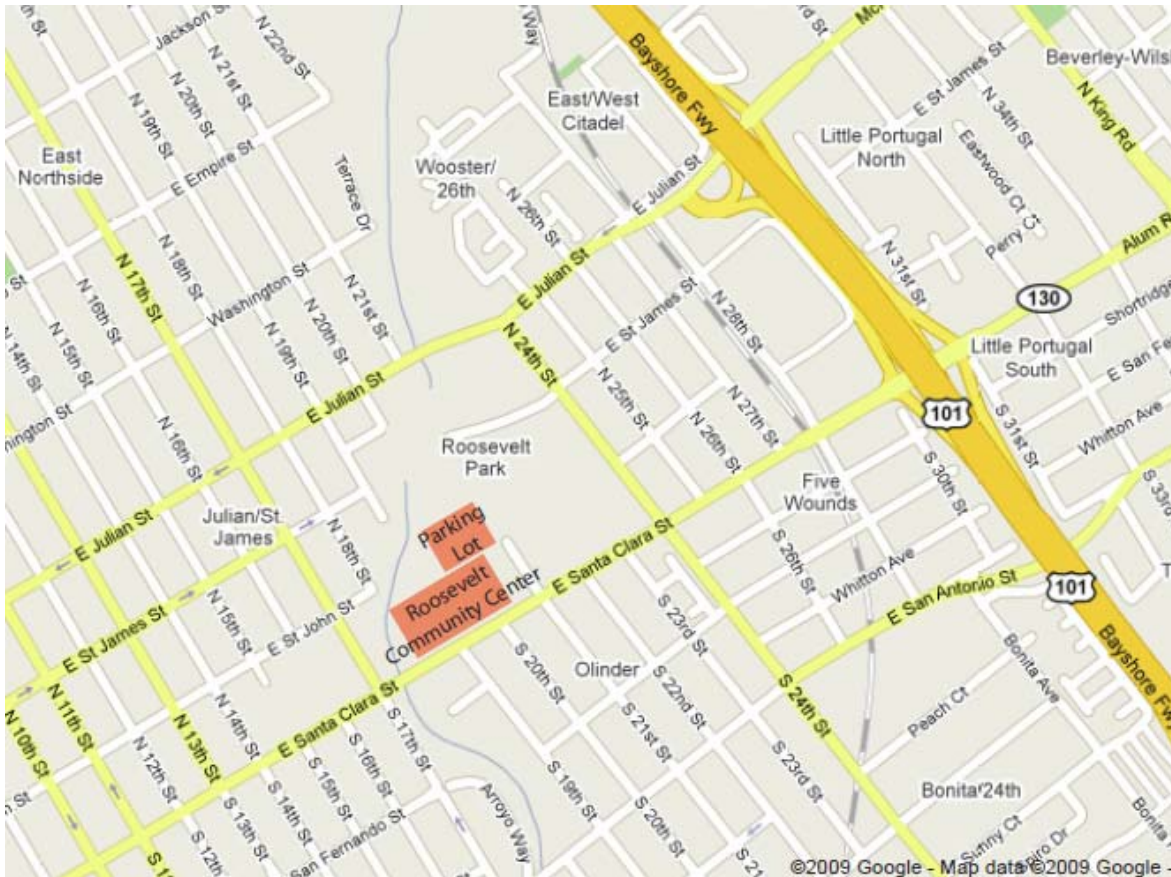 Jackson St
N 22nd St
N 21st St
N 20th St
N 19th St
Way
Bayshore Fwy
East/West
Citadel
E St James St
Beverley-Wils
N King Rd
N 34th St
Little Portugal
North
Eastwood Ct
East
Northside
E Empire St
Terrace Dr
Wooster/
26th
N 26th St
E Julian St
Perry Ct
Alum R
N 17th St
N 18th St
Washington St
N 21st St
N 20th St
N 19th St
N 16th St
N 15th St
N 14th St
E Julian St
E Julian St
N 24th St
E St James St
N 28th St
N 31st St
130
Shortridg
Little Portugal
South
E San Fe
N 25th St
N 26th St
N 27th St
101
S 31st St
Whitton Ave
S 33rd
nington St
N 16th St
Roosevelt
Park
Five
Wounds
S 30th St
Julian/St.
James
E Julian St
N 18th St
Parking
Lot
Roosevelt
Community Center
E Santa Clara St
S 26th St
Whitton Ave
E San Antonio St
101
T
E St James St
N 15th St
E St John St
Olinder
S 23rd St
S 22nd St
S 24th St
Bonita Ave
Peach Ct
Bayshore Fwy
N 10th St
N 11th St
N 12th St
N 13th St
N 14th St
E Santa Clara St
S 17th St
S 16th St
S 15th St
S 14th St
S 13th St
S 12th
S 20th St
S 21st St
S 19th St
S 20th St
S 21
S 23rd St
Bonita/24th
Bonita
San Fernando St
Arroyo Way
Sunny Ct
piro Dr
©2009 Google - Map data ©2009 Google -